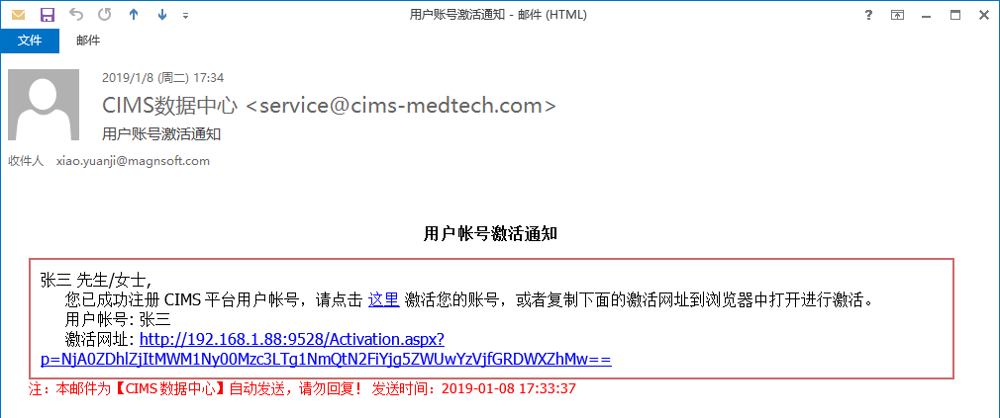 用户账号激活通知 - 邮件 (HTML)
文件 邮件
2019/1/8 (周二) 17:34
CIMS数据中心 <service@cims-medtech.com>
用户账号激活通知
收件人 xiao.yuanji@magnsoft.com
用户帐号激活通知
张三 先生/女士,
您已成功注册 CIMS 平台用户帐号，请点击 这里 激活您的账号，或者复制下面的激活网址到浏览器中打开进行激活。
用户帐号: 张三
激活网址: http://192.168.1.88:9528/Activation.aspx?
p=NjA0ZDhlZjItMWM1Ny00Mzc3LTg1NmQtN2FiYjg5ZWUwYzVjfGRDWXZhMw==
注：本邮件为【CIMS 数据中心】自动发送，请勿回复！ 发送时间：2019-01-08 17:33:37